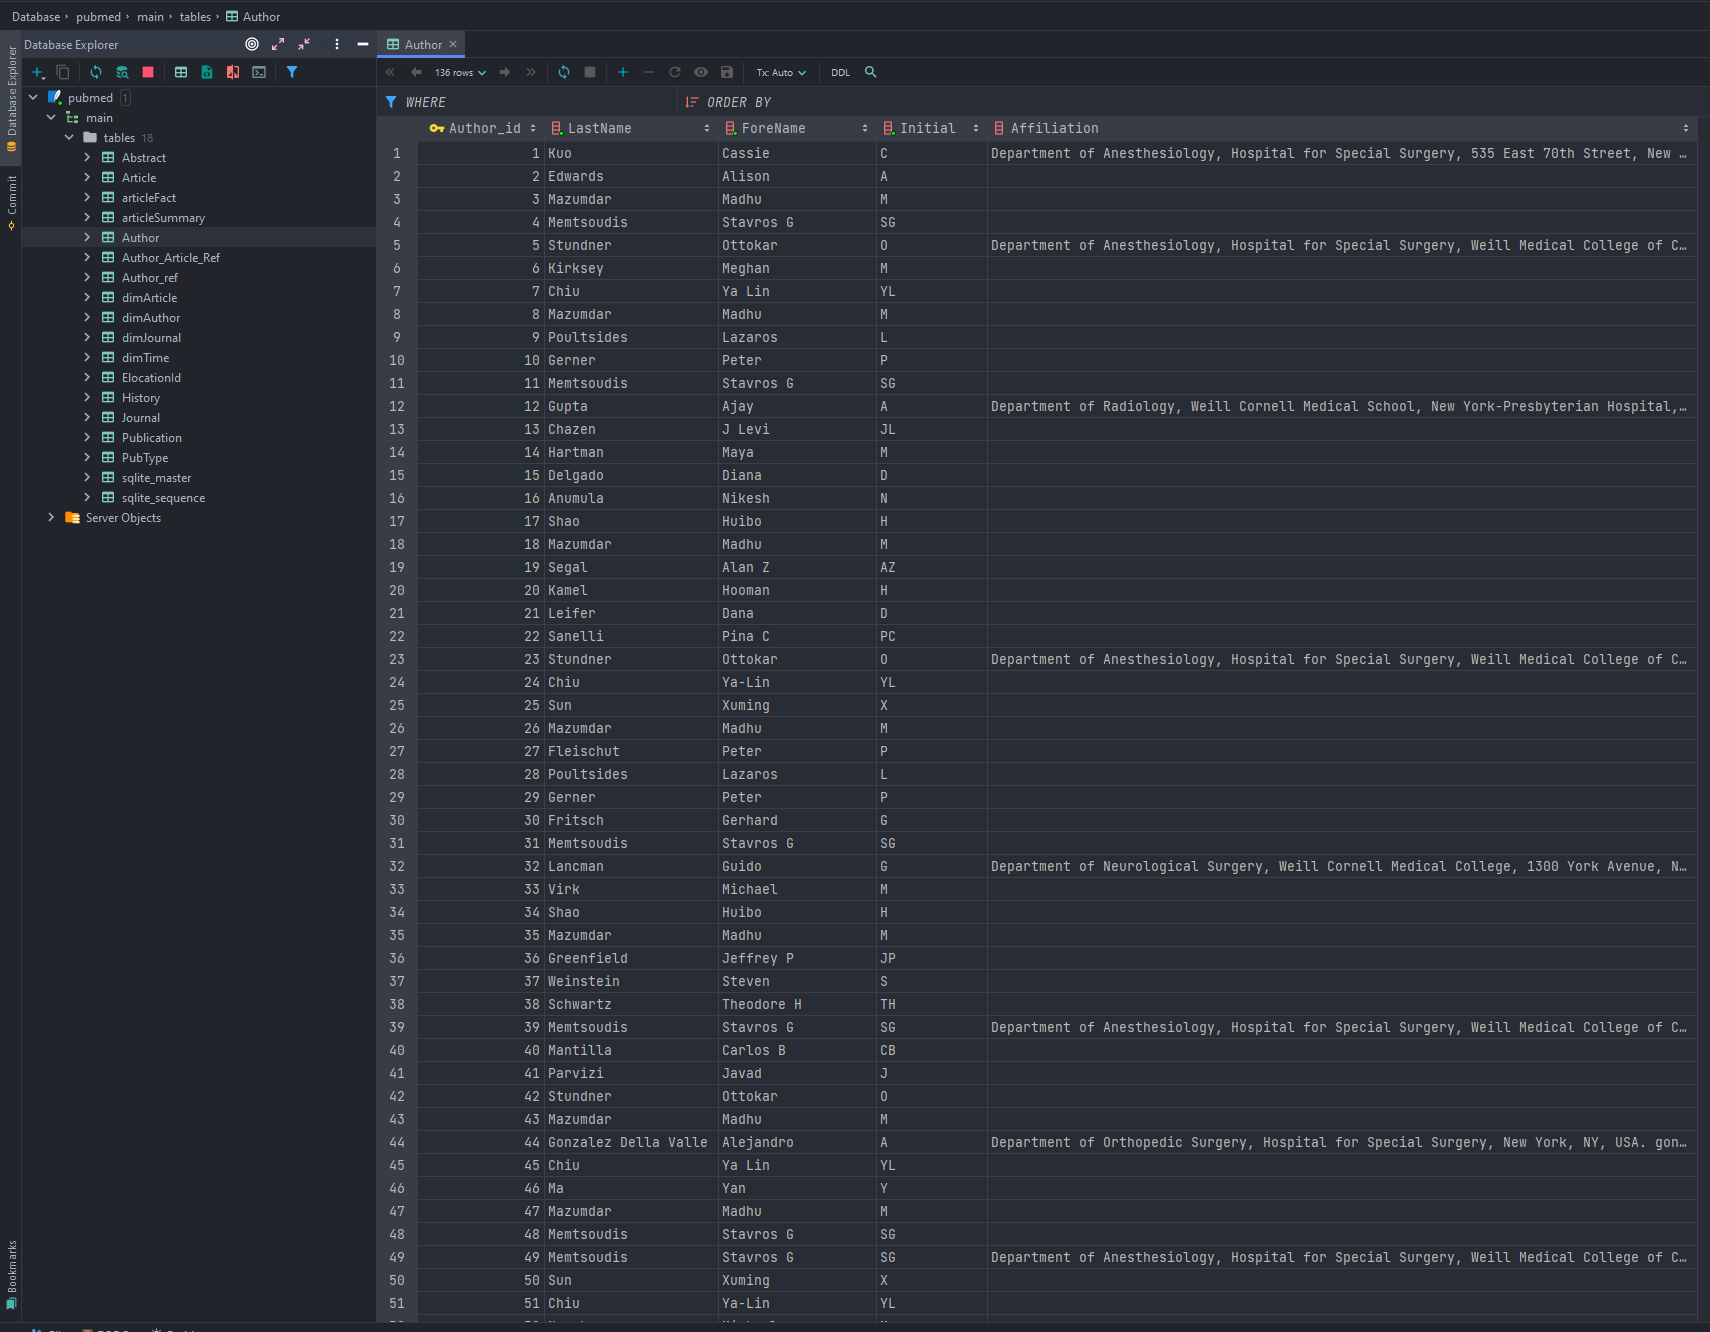 Database › pubmed › main › tables › Author
Database Explorer
Author ×
136 rows
Tx: Auto
DDL
WHERE
ORDER BY
Database Explorer
Commit
Bookmarks
pubmed 1
main
tables 18
Abstract
Article
articleFact
articleSummary
Author
Author_Article_Ref
Author_ref
dimArticle
dimAuthor
dimJournal
dimTime
ElocationId
History
Journal
Publication
PubType
sqlite_master
sqlite_sequence
Server Objects
Author_id LastName ForeName Initial Affiliation
1 1 Kuo Cassie C Department of Anesthesiology, Hospital for Special Surgery, 535 East 70th Street, New …
2 2 Edwards Alison A
3 3 Mazumdar Madhu M
4 4 Memtsoudis Stavros G SG
5 5 Stundner Ottokar O Department of Anesthesiology, Hospital for Special Surgery, Weill Medical College of C…
6 6 Kirksey Meghan M
7 7 Chiu Ya Lin YL
8 8 Mazumdar Madhu M
9 9 Poultsides Lazaros L
10 10 Gerner Peter P
11 11 Memtsoudis Stavros G SG
12 12 Gupta Ajay A Department of Radiology, Weill Cornell Medical School, New York-Presbyterian Hospital,…
13 13 Chazen J Levi JL
14 14 Hartman Maya M
15 15 Delgado Diana D
16 16 Anumula Nikesh N
17 17 Shao Huibo H
18 18 Mazumdar Madhu M
19 19 Segal Alan Z AZ
20 20 Kamel Hooman H
21 21 Leifer Dana D
22 22 Sanelli Pina C PC
23 23 Stundner Ottokar O Department of Anesthesiology, Hospital for Special Surgery, Weill Medical College of C…
24 24 Chiu Ya-Lin YL
25 25 Sun Xuming X
26 26 Mazumdar Madhu M
27 27 Fleischut Peter P
28 28 Poultsides Lazaros L
29 29 Gerner Peter P
30 30 Fritsch Gerhard G
31 31 Memtsoudis Stavros G SG
32 32 Lancman Guido G Department of Neurological Surgery, Weill Cornell Medical College, 1300 York Avenue, N…
33 33 Virk Michael M
34 34 Shao Huibo H
35 35 Mazumdar Madhu M
36 36 Greenfield Jeffrey P JP
37 37 Weinstein Steven S
38 38 Schwartz Theodore H TH
39 39 Memtsoudis Stavros G SG Department of Anesthesiology, Hospital for Special Surgery, Weill Medical College of C…
40 40 Mantilla Carlos B CB
41 41 Parvizi Javad J
42 42 Stundner Ottokar O
43 43 Mazumdar Madhu M
44 44 Gonzalez Della Valle Alejandro A Department of Orthopedic Surgery, Hospital for Special Surgery, New York, NY, USA. gon…
45 45 Chiu Ya Lin YL
46 46 Ma Yan Y
47 47 Mazumdar Madhu M
48 48 Memtsoudis Stavros G SG
49 49 Memtsoudis Stavros G SG Department of Anesthesiology, Hospital for Special Surgery, Weill Medical College of C…
50 50 Sun Xuming X
51 51 Chiu Ya-Lin YL